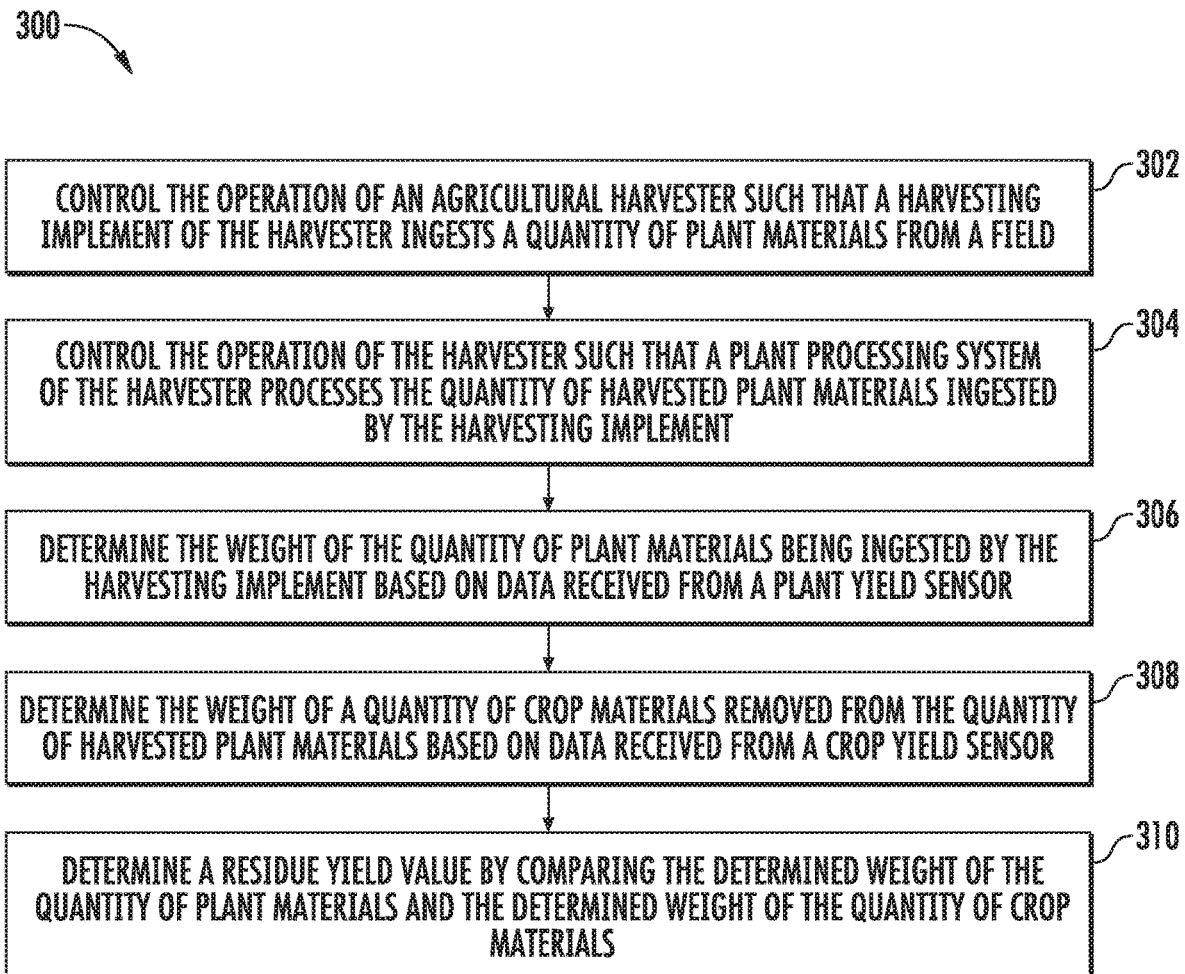 300
302
CONTROL THE OPERATION OF AN AGRICULTURAL HARVESTER SUCH THAT A HARVESTING
IMPLEMENT OF THE HARVESTER INGESTS A QUANTITY OF PLANT MATERIALS FROM A FIELD
304
CONTROL THE OPERATION OF THE HARVESTER SUCH THAT A PLANT PROCESSING SYSTEM
OF THE HARVESTER PROCESSES THE QUANTITY OF HARVESTED PLANT MATERIALS INGESTED
BY THE HARVESTING IMPLEMENT
306
DETERMINE THE WEIGHT OF THE QUANTITY OF PLANT MATERIALS BEING INGESTED BY THE
HARVESTING IMPLEMENT BASED ON DATA RECEIVED FROM A PLANT YIELD SENSOR
308
DETERMINE THE WEIGHT OF A QUANTITY OF CROP MATERIALS REMOVED FROM THE QUANTITY
OF HARVESTED PLANT MATERIALS BASED ON DATA RECEIVED FROM A CROP YIELD SENSOR
310
DETERMINE A RESIDUE YIELD VALUE BY COMPARING THE DETERMINED WEIGHT OF THE
QUANTITY OF PLANT MATERIALS AND THE DETERMINED WEIGHT OF THE QUANTITY OF CROP
MATERIALS